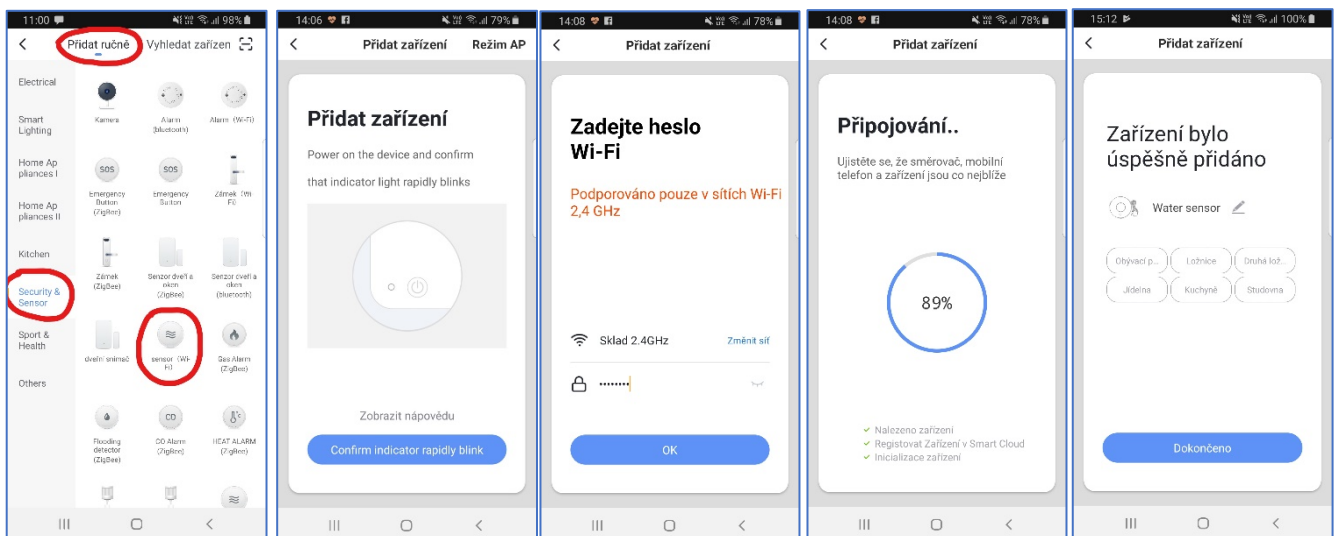 11:00 98%
Přidat ručně Vyhledat zařízen
Electrical
Smart
Lighting
Home Ap
pliances I
Home Ap
pliances II
Kitchen
Security &
Sensor
Sport &
Health
Others
Kamera
Alarm
(bluetooth)
Alarm (Wi-Fi)
SOS
SOS
Emergency
Button
(ZigBee)
Emergency
Button
Zámek (Wi
Fi)
Zámek
(ZigBee)
Senzor dveří a
oken
(ZigBee)
Senzor dveří a
oken
(bluetooth)
dveřní snímač
sensor (Wi-
Fi)
Gas Alarm
(ZigBee)
CO
°c
Flooding
detector
(ZigBee)
CO Alarm
(ZigBee)
HEAT ALARM
(ZigBee)
14:06 79%
Přidat zařízení Režim AP
Přidat zařízení
Power on the device and confirm
that indicator light rapidly blinks
Zobrazit nápovědu
Confirm indicator rapidly blink
14:08 78%
Přidat zařízení
Zadejte heslo
Wi-Fi
Podporováno pouze v sítích Wi-Fi
2,4 GHz
Sklad 2.4GHz Změnit síť
OK
14:08 78%
Přidat zařízení
Připojování..
Ujistěte se, že směrovač, mobilní
telefon a zařízení jsou co nejblíže
89%
Nalezeno zařízení
Registovat Zařízení v Smart Cloud
Inicializace zařízení
15:12 100%
Přidat zařízení
Zařízení bylo
úspěšně přidáno
Water sensor
Obývací p... Ložnice Druhá lož...
Jídelna Kuchyně Studovna
Dokončeno